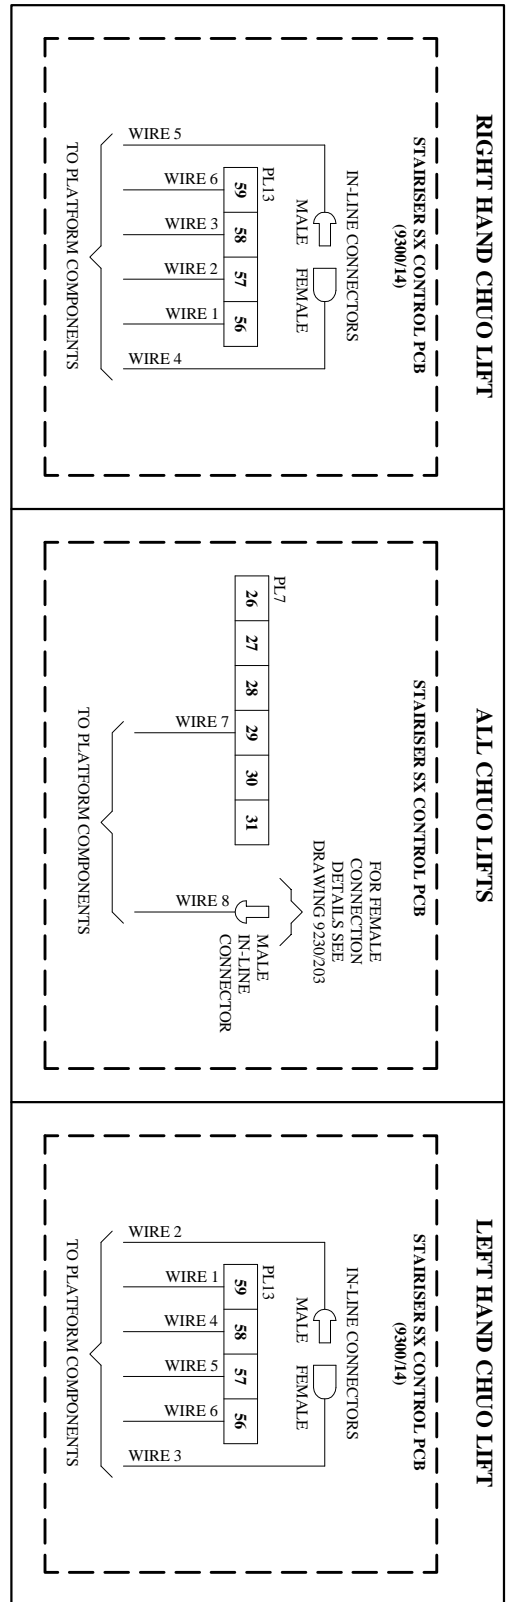 RIGHT HAND CHUO LIFT
STAIRISER SX CONTROL PCB
(9300/14)
IN-LINE CONNECTORS
MALE
FEMALE
PL13
59
58
57
56
WIRE 5
WIRE 6
WIRE 3
WIRE 2
WIRE 1
WIRE 4
TO PLATFORM COMPONENTS
ALL CHUO LIFTS
STAIRISER SX CONTROL PCB
FOR FEMALE
CONNECTION
DETAILS SEE
DRAWING 9230/203
PL7
26
27
28
29
30
31
MALE
IN-LINE
CONNECTOR
WIRE 7
WIRE 8
TO PLATFORM COMPONENTS
LEFT HAND CHUO LIFT
STAIRISER SX CONTROL PCB
(9300/14)
IN-LINE CONNECTORS
MALE
FEMALE
PL13
59
58
57
56
WIRE 2
WIRE 1
WIRE 4
WIRE 5
WIRE 6
WIRE 3
TO PLATFORM COMPONENTS